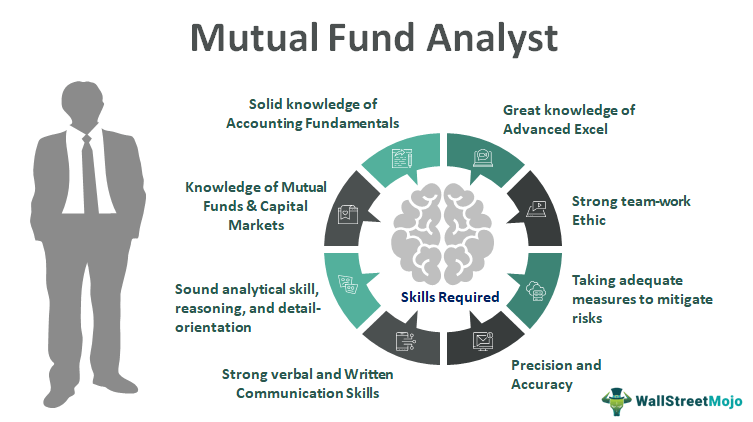 Mutual Fund Analyst
Solid knowledge of
Accounting Fundamentals
Great knowledge of
Advanced Excel
Knowledge of Mutual
Funds & Capital
Markets
Strong team-work
Ethic
Sound analytical skill,
reasoning, and detail-
orientation
Skills Required
Taking adequate
measures to mitigate
risks
Strong verbal and Written
Communication Skills
Precision and
Accuracy
WallStreetMojo